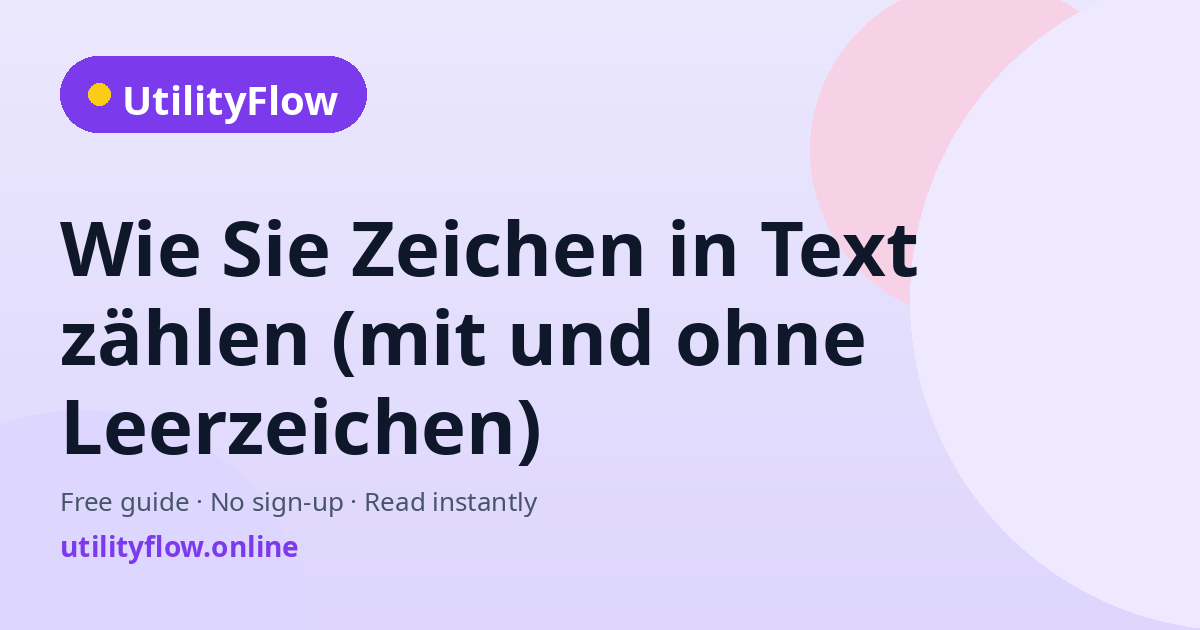 UtilityFlow
Wie Sie Zeichen in Text
zählen (mit und ohne
Leerzeichen)
Free guide · No sign-up · Read instantly
utilityflow.online